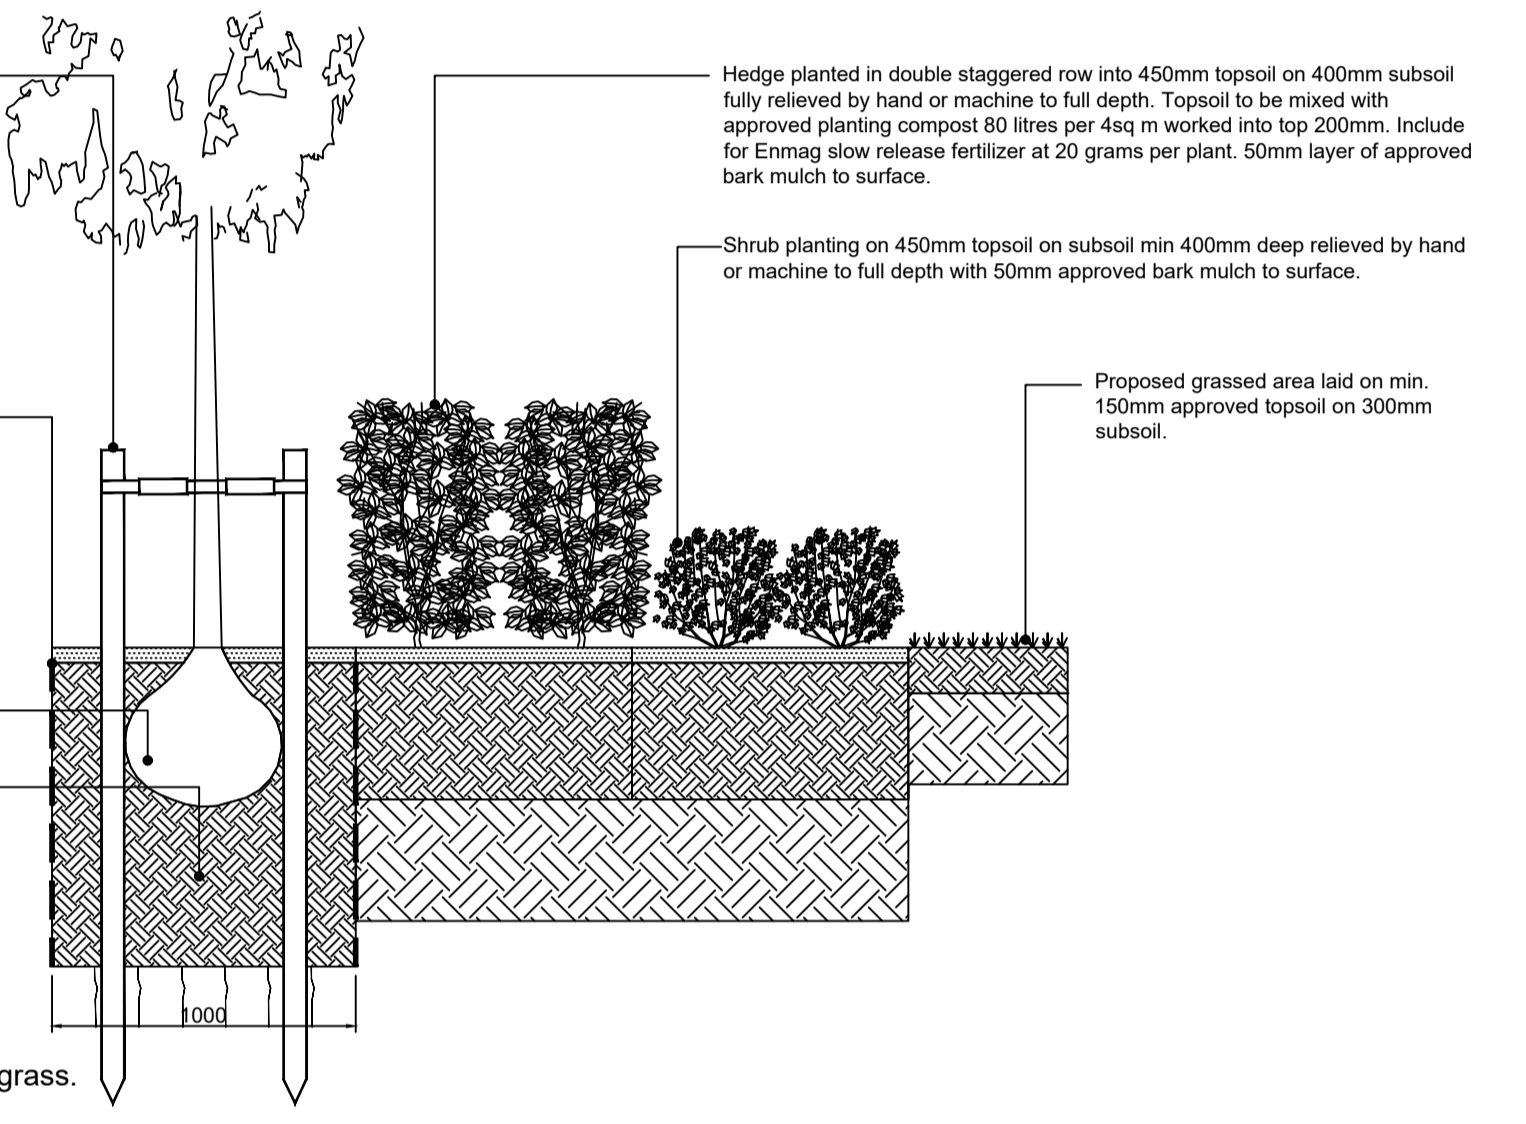 Hedge planted in double staggered row into 450mm topsoil on 400mm subsoil
fully relieved by hand or machine to full depth. Topsoil to be mixed with
approved planting compost 80 litres per 4sq m worked into top 200mm. Include
for Enmag slow release fertilizer at 20 grams per plant. 50mm layer of approved
bark mulch to surface.
Shrub planting on 450mm topsoil on subsoil min 400mm deep relieved by hand
or machine to full depth with 50mm approved bark mulch to surface.
Proposed grassed area laid on min.
150mm approved topsoil on 300mm
subsoil.
1000
grass.